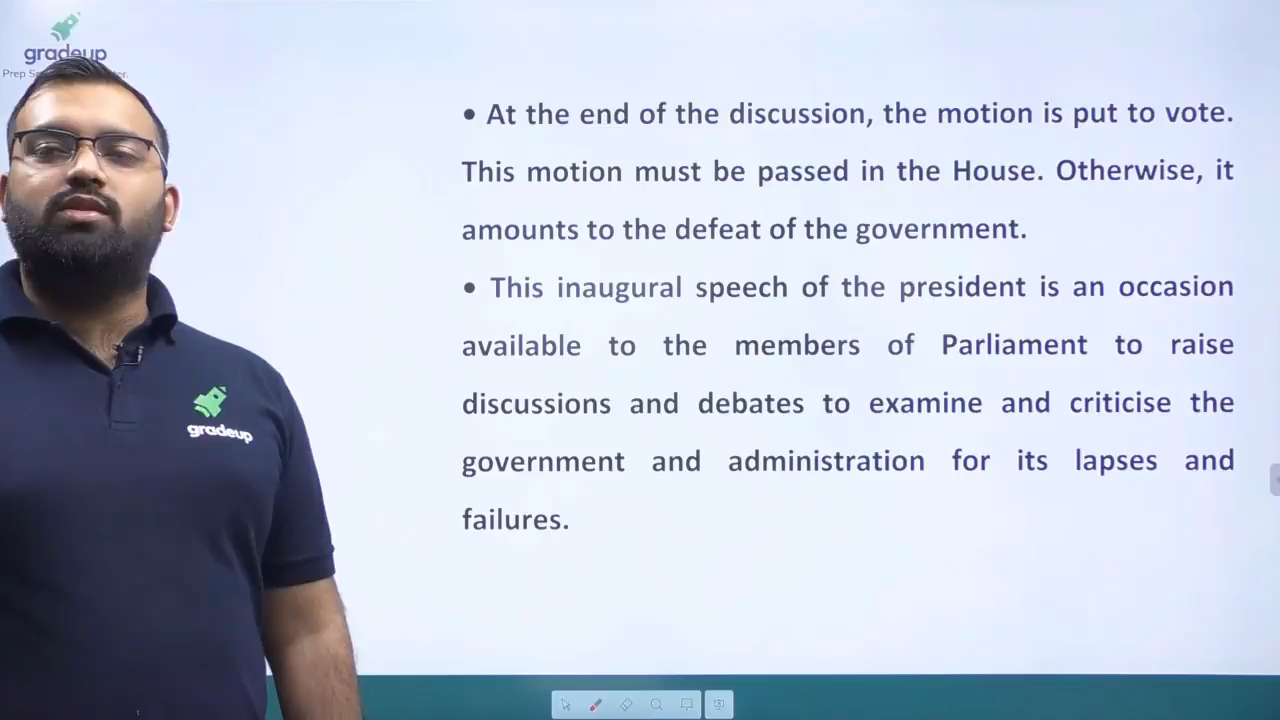 gradeup
Prep S
• At the end of the discussion, the motion is put to vote.
This motion must be passed in the House. Otherwise, it
amounts to the defeat of the government.
• This inaugural speech of the president is an occasion
available to the members of Parliament to raise
discussions and debates to examine and criticise the
government and administration for its lapses and
failures.
gradeup